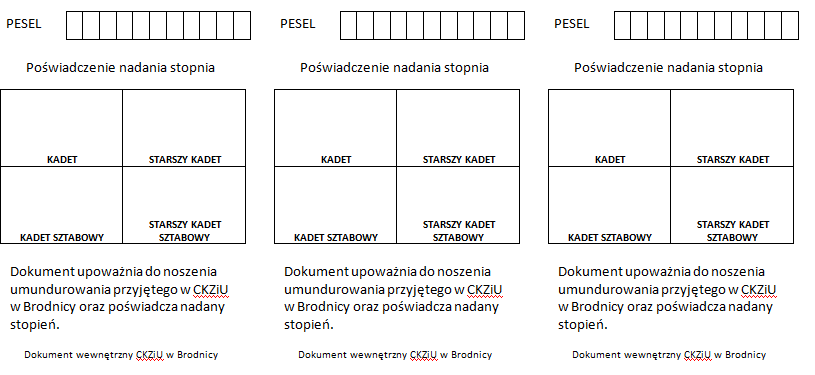 PESEL
Poświadczenie nadania stopnia
KADET
STARSZY KADET
KADET SZTABOWY
STARSZY KADET
SZTABOWY
Dokument upoważnia do noszenia
umundurowania przyjętego w CKZiU
w Brodnicy oraz poświadcza nadany
stopień.
Dokument wewnętrzny CKZiU w Brodnicy
PESEL
Poświadczenie nadania stopnia
KADET
STARSZY KADET
KADET SZTABOWY
STARSZY KADET
SZTABOWY
Dokument upoważnia do noszenia
umundurowania przyjętego w CKZiU
w Brodnicy oraz poświadcza nadany
stopień.
Dokument wewnętrzny CKZiU w Brodnicy
PESEL
Poświadczenie nadania stopnia
KADET
STARSZY KADET
KADET SZTABOWY
STARSZY KADET
SZTABOWY
Dokument upoważnia do noszenia
umundurowania przyjętego w CKZiU
w Brodnicy oraz poświadcza nadany
stopień.
Dokument wewnętrzny CKZiU w Brodnicy